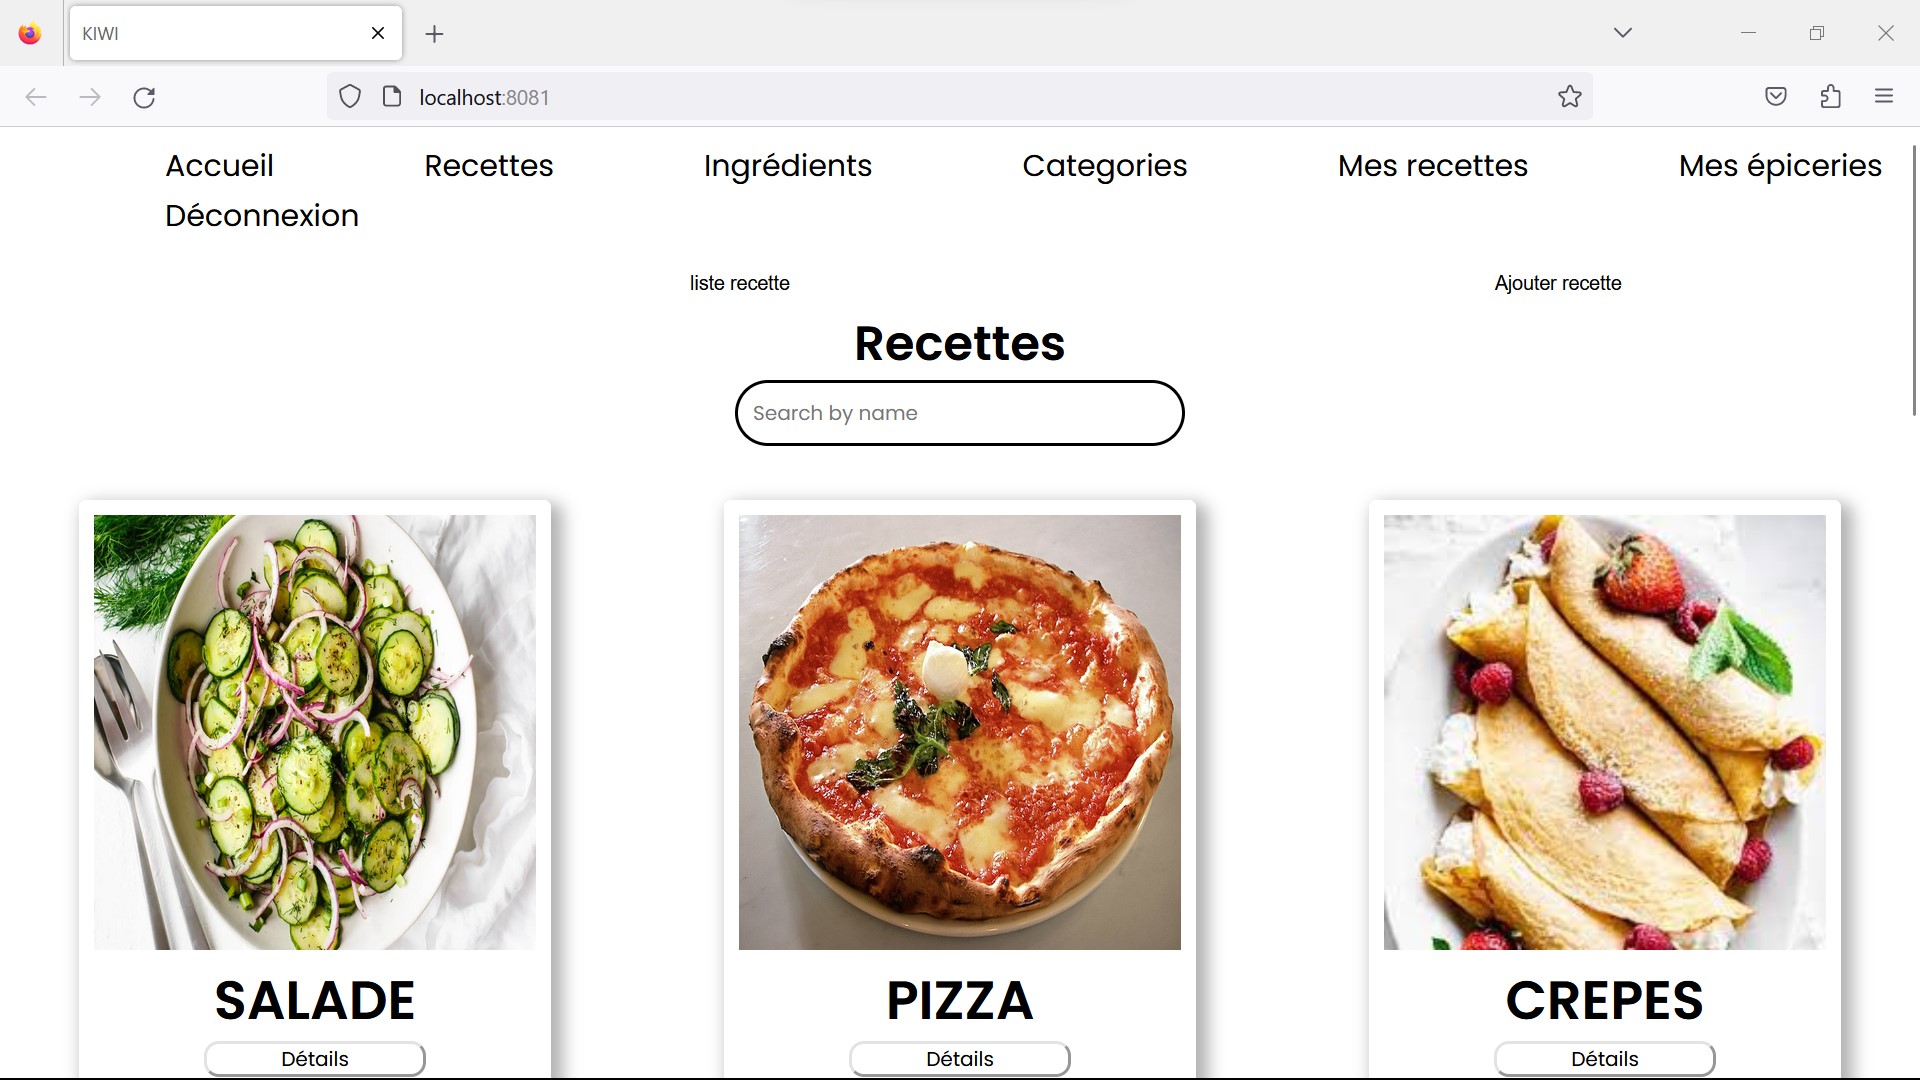 KIWI
localhost:8081
Accueil Recettes Ingrédients Categories Mes recettes Mes épiceries
Déconnexion
liste recette Ajouter recette
Recettes
Search by name
SALADE PIZZA CREPES
Détails Détails Détails